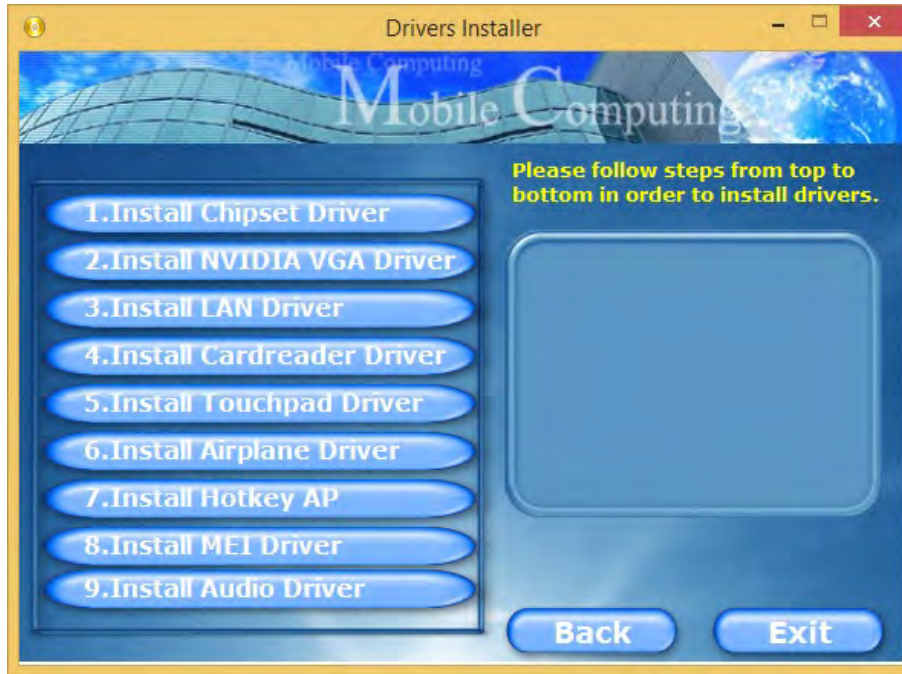 Drivers Installer
Mobile Computing
Mobile Computing
Please follow steps from top to
bottom in order to install drivers.
1.Install Chipset Driver
2.Install NVIDIA VGA Driver
3.Install LAN Driver
4.Install Cardreader Driver
5.Install Touchpad Driver
6.Install Airplane Driver
7.Install Hotkey AP
8.Install MEI Driver
9.Install Audio Driver
Back
Exit